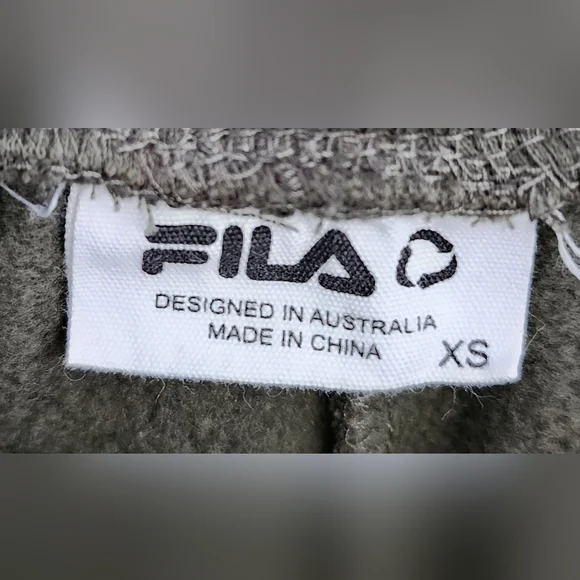 FILA
DESIGNED IN AUSTRALIA
MADE IN CHINA
XS